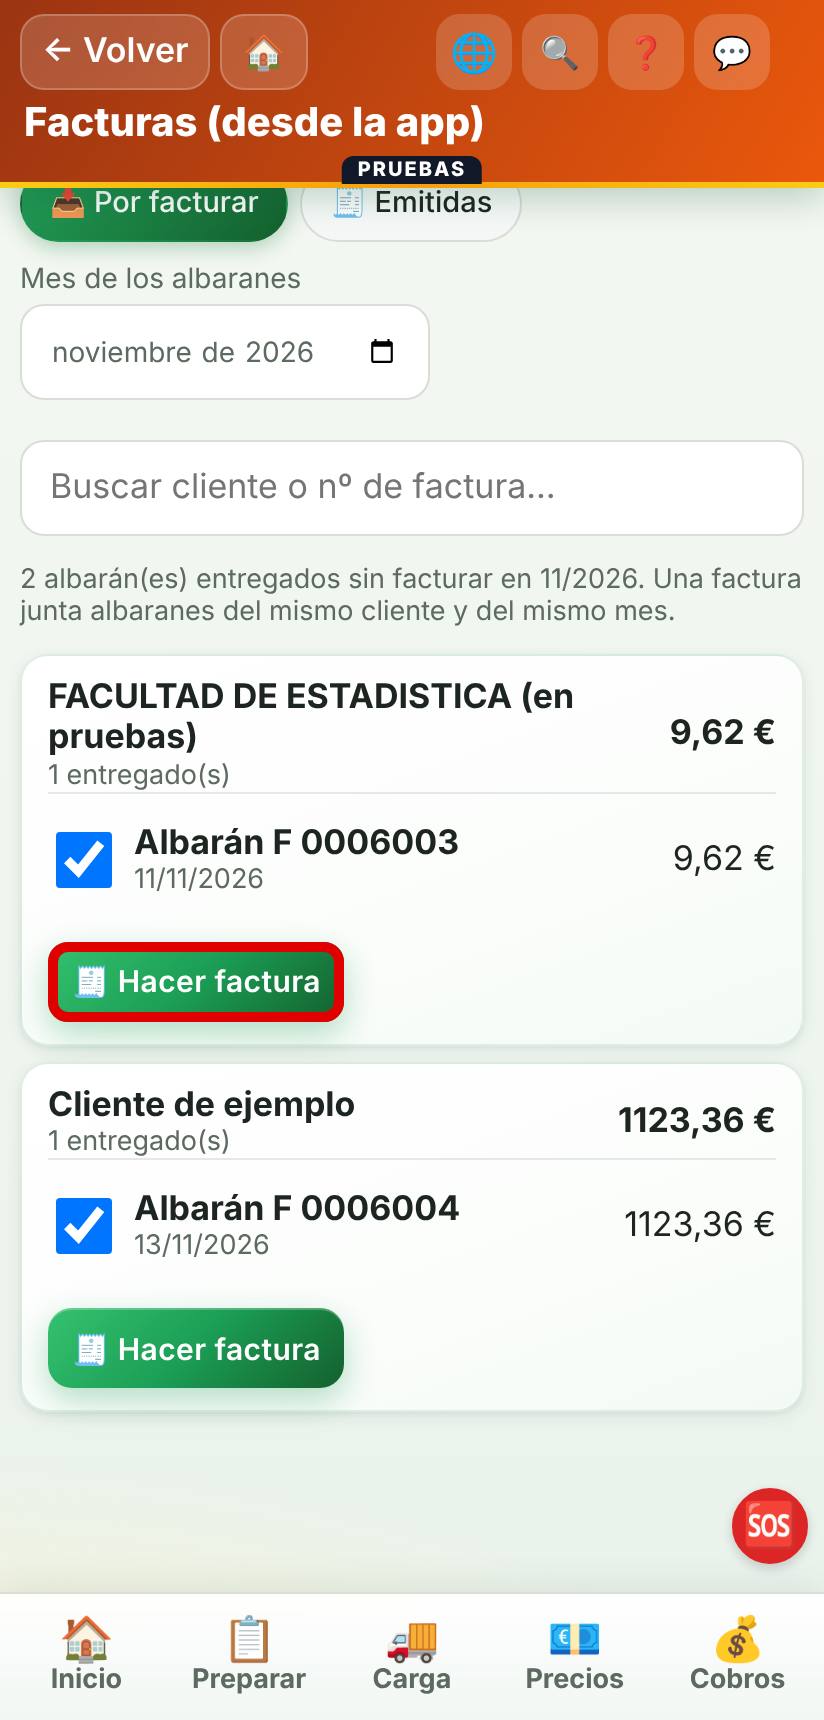 ← Volver
Facturas (desde la app)
PRUEBAS
Por facturar
Emitidas
Mes de los albaranes
noviembre de 2026
Buscar cliente o nº de factura...
2 albarán(es) entregados sin facturar en 11/2026. Una factura
junta albaranes del mismo cliente y del mismo mes.
FACULTAD DE ESTADISTICA (en
pruebas)
9,62 €
1 entregado(s)
Albarán F 0006003
9,62 €
11/11/2026
Hacer factura
Cliente de ejemplo
1123,36 €
1 entregado(s)
Albarán F 0006004
1123,36 €
13/11/2026
Hacer factura
SOS
Inicio
Preparar
Carga
Precios
Cobros